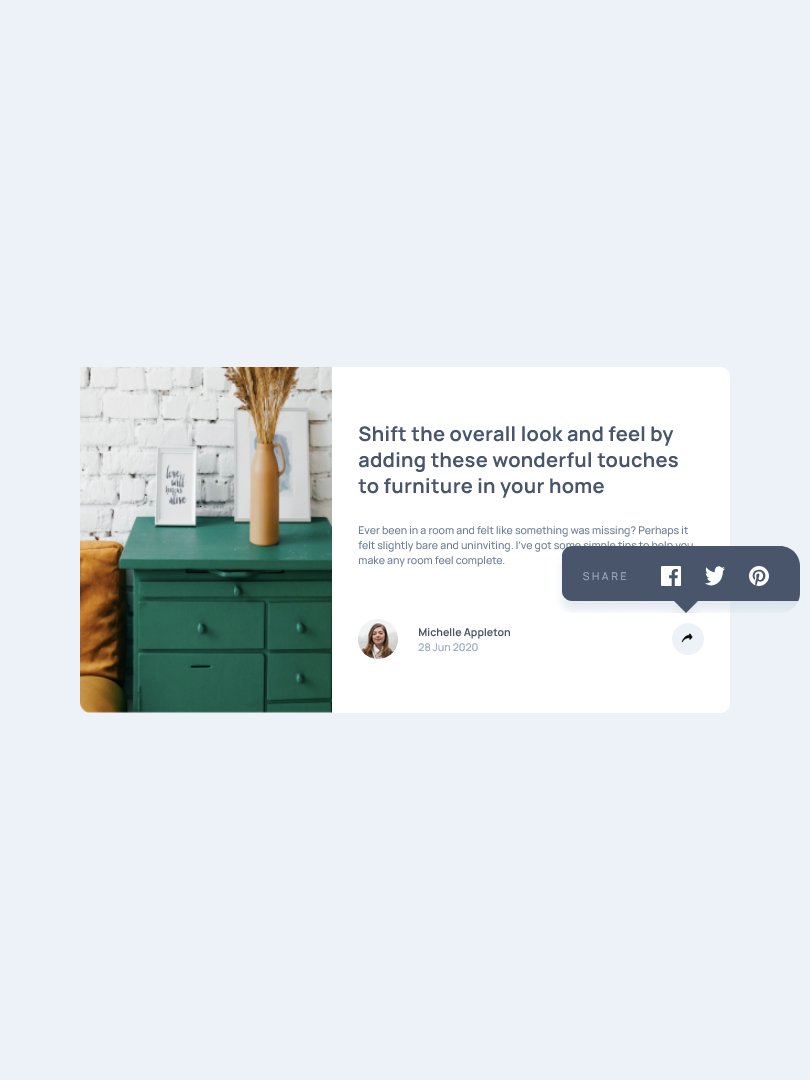 Shift the overall look and feel by
adding these wonderful touches
to furniture in your home
Ever been in a room and felt like something was missing? Perhaps it
felt slightly bare and uninviting. I've got some simple tips to help you
make any room feel complete.
SHARE
Michelle Appleton
28 Jun 2020
love
will
alive